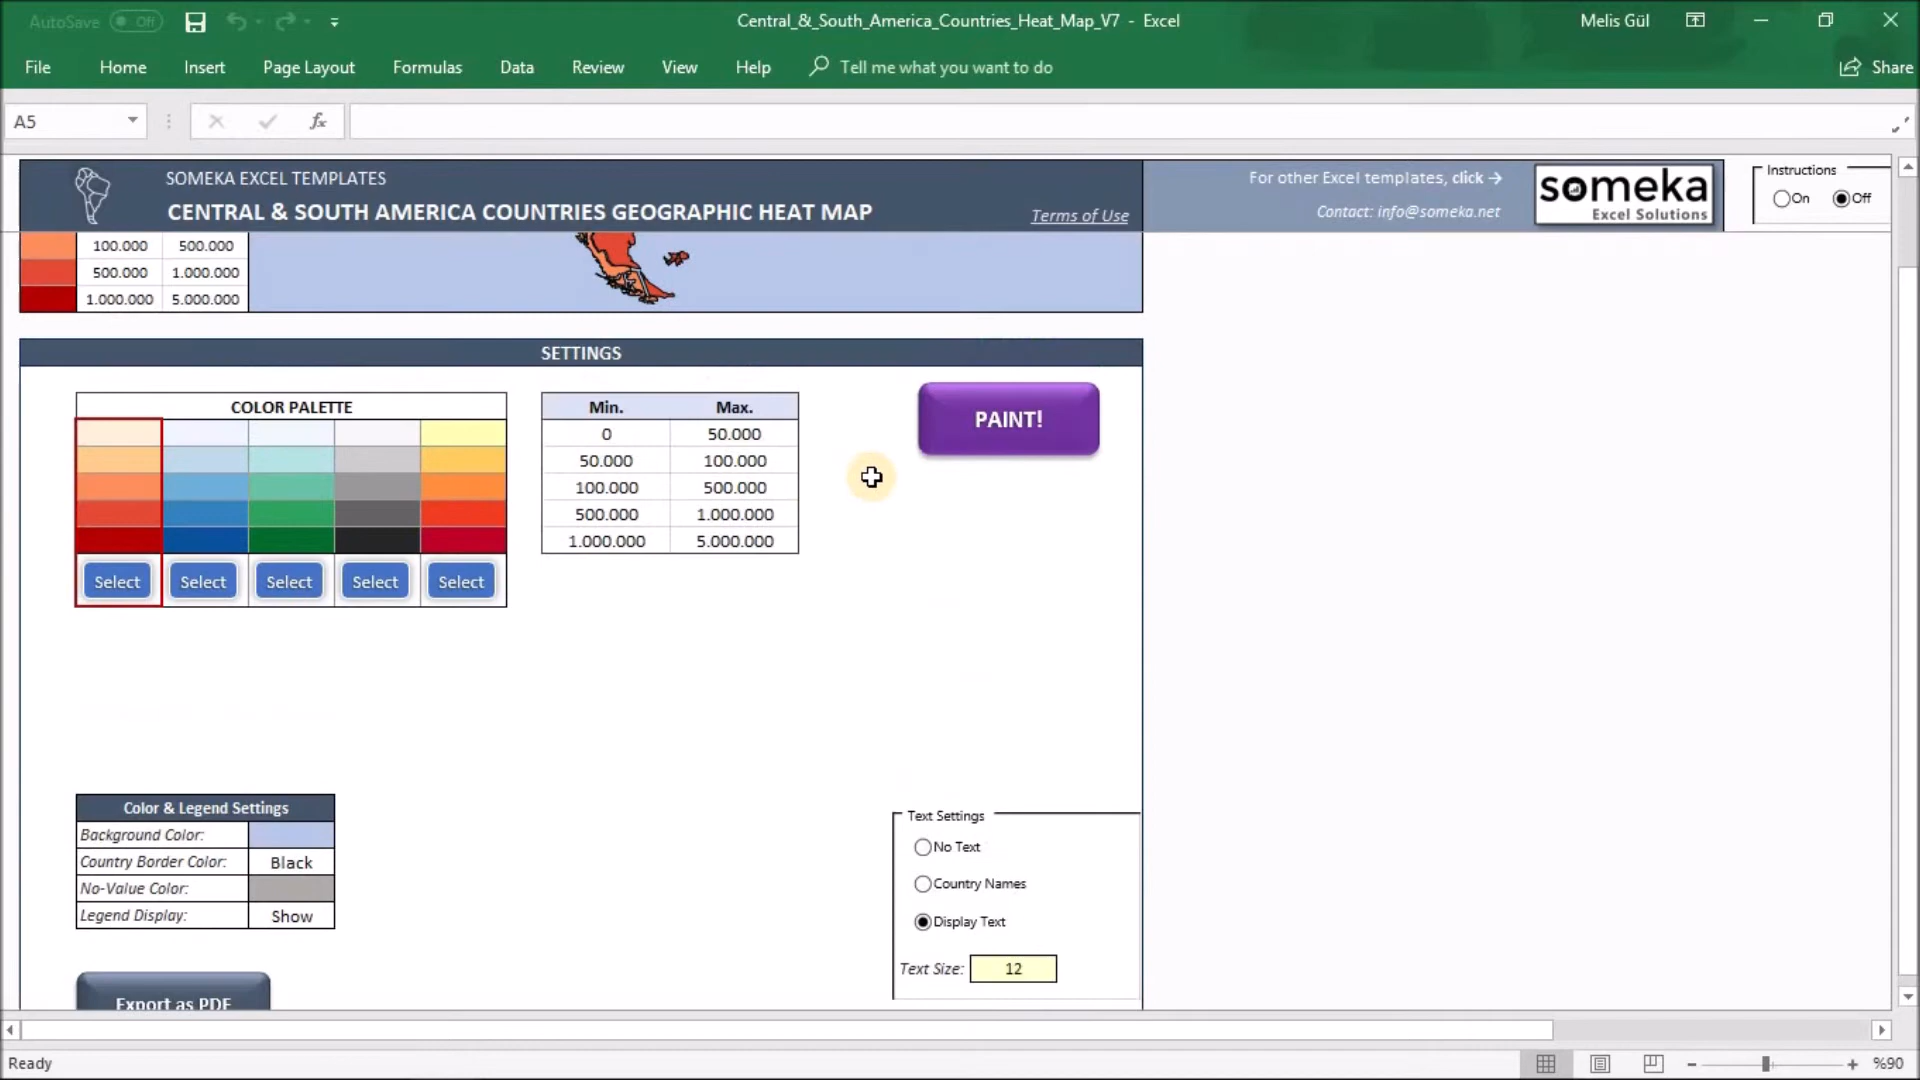 AutoSave Off
Central_&_South_America_Countries_Heat_Map_V7 - Excel
Melis Gül
File Home Insert Page Layout Formulas Data Review View Help Tell me what you want to do Share
A5 fx
SOMEKA EXCEL TEMPLATES
CENTRAL & SOUTH AMERICA COUNTRIES GEOGRAPHIC HEAT MAP
Terms of Use
For other Excel templates, click →
Contact: info@someka.net
someka
Excel Solutions
Instructions
On Off
100.000 500.000
500.000 1.000.000
1.000.000 5.000.000
SETTINGS
COLOR PALETTE
Select Select Select Select Select
Min. Max.
0 50.000
50.000 100.000
100.000 500.000
500.000 1.000.000
1.000.000 5.000.000
PAINT!
Color & Legend Settings
Background Color:
Country Border Color: Black
No-Value Color:
Legend Display: Show
Text Settings
No Text
Country Names
Display Text
Text Size: 12
Export as PDF
Ready
%90